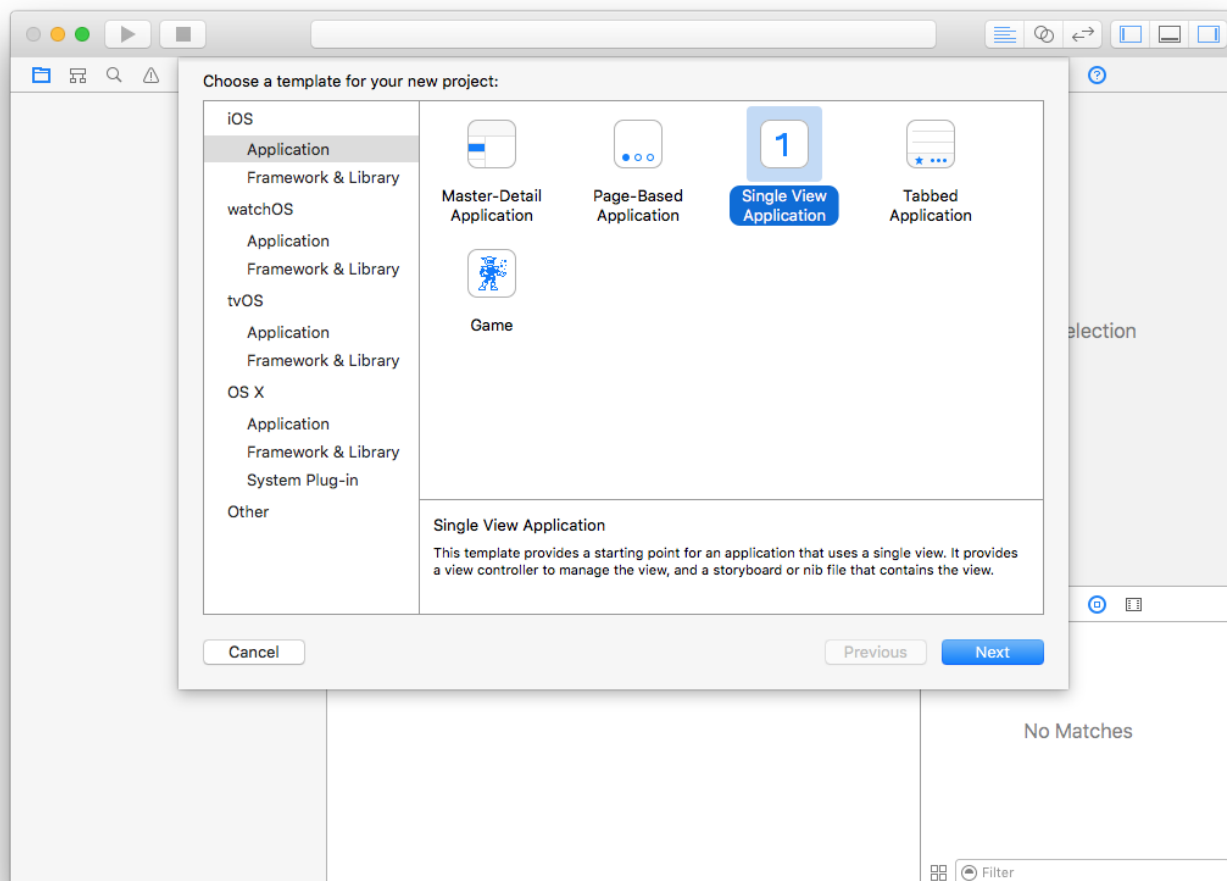 Choose a template for your new project:
iOS
Application
Framework & Library
watchOS
Application
Framework & Library
tvOS
Application
Framework & Library
OS X
Application
Framework & Library
System Plug-in
Other
Master-Detail
Application
Page-Based
Application
1
Single View
Application
Tabbed
Application
Game
Single View Application
This template provides a starting point for an application that uses a single view. It provides
a view controller to manage the view, and a storyboard or nib file that contains the view.
Cancel
Previous
Next
election
No Matches
Filter